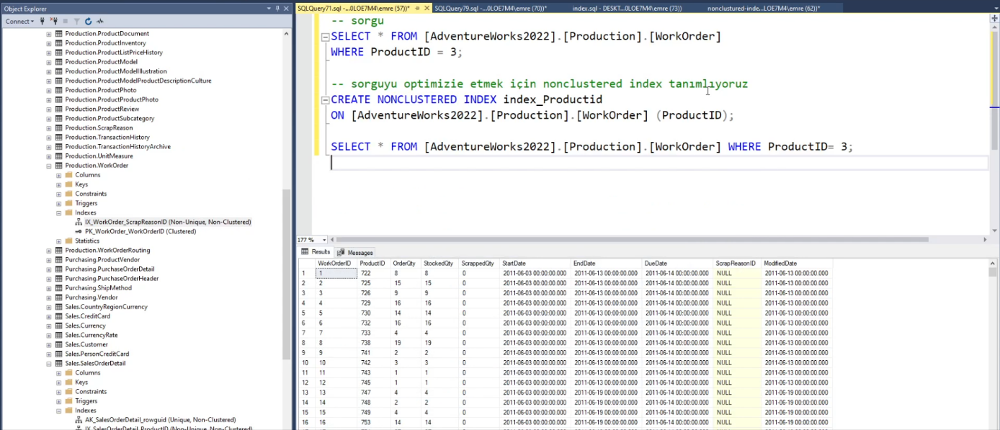 Object Explorer
Connect
Production.ProductDocument
Production.ProductInventory
Production.ProductListPriceHistory
Production.ProductModel
Production.ProductModelIllustration
Production.ProductModelProductDescriptionCulture
Production.ProductPhoto
Production.ProductProductPhoto
Production.ProductReview
Production.ProductSubcategory
Production.ScrapReason
Production.TransactionHistory
Production.TransactionHistoryArchive
Production.UnitMeasure
Production.WorkOrder
Columns
Keys
Constraints
Triggers
Indexes
IX_WorkOrder_ScrapReasonID (Non-Unique, Non-Clustered)
PK_WorkOrder_WorkOrderID (Clustered)
Statistics
Production.WorkOrderRouting
Purchasing.ProductVendor
Purchasing.PurchaseOrderDetail
Purchasing.PurchaseOrderHeader
Purchasing.ShipMethod
Purchasing.Vendor
Sales.CountryRegionCurrency
Sales.CreditCard
Sales.Currency
Sales.CurrencyRate
Sales.Customer
Sales.PersonCreditCard
Sales.SalesOrderDetail
Columns
Keys
Constraints
Triggers
Indexes
AK_SalesOrderDetail_rowguid (Unique, Non-Clustered)
IX_SalesOrderDetail_ProductID (Non-Unique, Non-Clustered)
SQLQuery71.sql -...0LOE7M4\emre (57))* SQLQuery79.sql -...0LOE7M4\emre (70))* index.sql - DESKT...0LOE7M4\emre (73)) nonclustured-inde...LOE7M4\emre (62))*
-- sorgu
SELECT * FROM [AdventureWorks2022].[Production].[WorkOrder]
WHERE ProductID = 3;
-- sorguyu optimizie etmek için nonclustered index tanımlıyoruz
CREATE NONCLUSTERED INDEX index_Productid
ON [AdventureWorks2022].[Production].[WorkOrder] (ProductID);
SELECT * FROM [AdventureWorks2022].[Production].[WorkOrder] WHERE ProductID= 3;
177 %
Results Messages
WorkOrderID ProductID OrderQty StockedQty ScrappedQty StartDate EndDate DueDate ScrapReasonID ModifiedDate
1 1 722 8 8 0 2011-06-03 00:00:00.000 2011-06-13 00:00:00.000 2011-06-14 00:00:00.000 NULL 2011-06-13 00:00:00.000
2 2 725 15 15 0 2011-06-03 00:00:00.000 2011-06-13 00:00:00.000 2011-06-14 00:00:00.000 NULL 2011-06-13 00:00:00.000
3 3 726 9 9 0 2011-06-03 00:00:00.000 2011-06-13 00:00:00.000 2011-06-14 00:00:00.000 NULL 2011-06-13 00:00:00.000
4 4 729 16 16 0 2011-06-03 00:00:00.000 2011-06-13 00:00:00.000 2011-06-14 00:00:00.000 NULL 2011-06-13 00:00:00.000
5 5 730 14 14 0 2011-06-03 00:00:00.000 2011-06-13 00:00:00.000 2011-06-14 00:00:00.000 NULL 2011-06-13 00:00:00.000
6 6 732 16 16 0 2011-06-03 00:00:00.000 2011-06-13 00:00:00.000 2011-06-14 00:00:00.000 NULL 2011-06-13 00:00:00.000
7 7 733 4 4 0 2011-06-03 00:00:00.000 2011-06-13 00:00:00.000 2011-06-14 00:00:00.000 NULL 2011-06-13 00:00:00.000
8 8 738 19 19 0 2011-06-03 00:00:00.000 2011-06-13 00:00:00.000 2011-06-14 00:00:00.000 NULL 2011-06-13 00:00:00.000
9 9 741 2 2 0 2011-06-03 00:00:00.000 2011-06-13 00:00:00.000 2011-06-14 00:00:00.000 NULL 2011-06-13 00:00:00.000
10 10 742 3 3 0 2011-06-03 00:00:00.000 2011-06-13 00:00:00.000 2011-06-14 00:00:00.000 NULL 2011-06-13 00:00:00.000
11 11 743 1 1 0 2011-06-03 00:00:00.000 2011-06-13 00:00:00.000 2011-06-14 00:00:00.000 NULL 2011-06-13 00:00:00.000
12 12 745 1 1 0 2011-06-03 00:00:00.000 2011-06-13 00:00:00.000 2011-06-14 00:00:00.000 NULL 2011-06-13 00:00:00.000
13 13 747 4 4 0 2011-06-03 00:00:00.000 2011-06-19 00:00:00.000 2011-06-14 00:00:00.000 NULL 2011-06-19 00:00:00.000
14 14 748 2 2 0 2011-06-03 00:00:00.000 2011-06-19 00:00:00.000 2011-06-14 00:00:00.000 NULL 2011-06-19 00:00:00.000
15 15 749 4 4 0 2011-06-03 00:00:00.000 2011-06-19 00:00:00.000 2011-06-14 00:00:00.000 NULL 2011-06-19 00:00:00.000
16 16 753 14 14 0 2011-06-03 00:00:00.000 2011-06-19 00:00:00.000 2011-06-14 00:00:00.000 NULL 2011-06-19 00:00:00.000